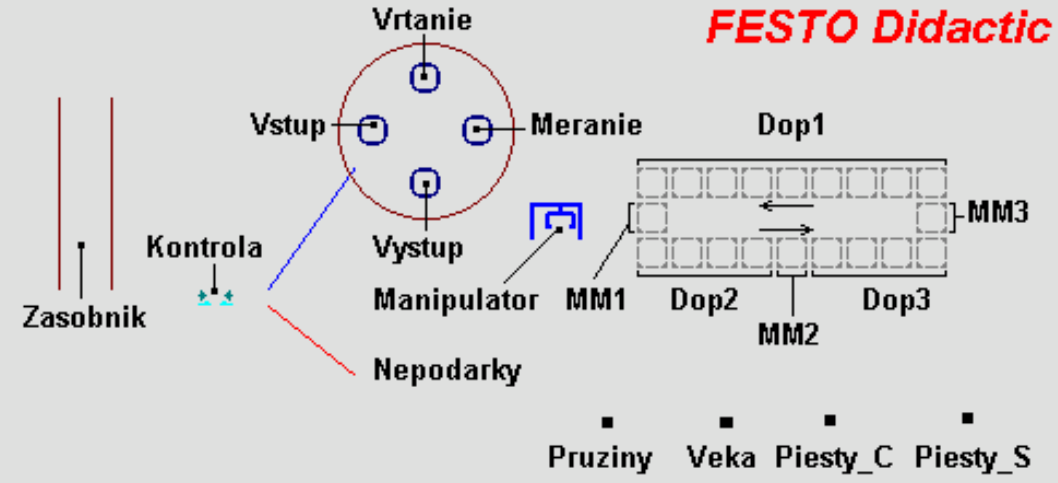 Vrtanie
FESTO Didactic
Vstup
Meranie
Dop1
Kontrola
Vystup
MM3
Zasobnik
Manipulator
MM1
Dop2
Dop3
MM2
Nepodarky
Pruziny
Veka
Piesty_C
Piesty_S